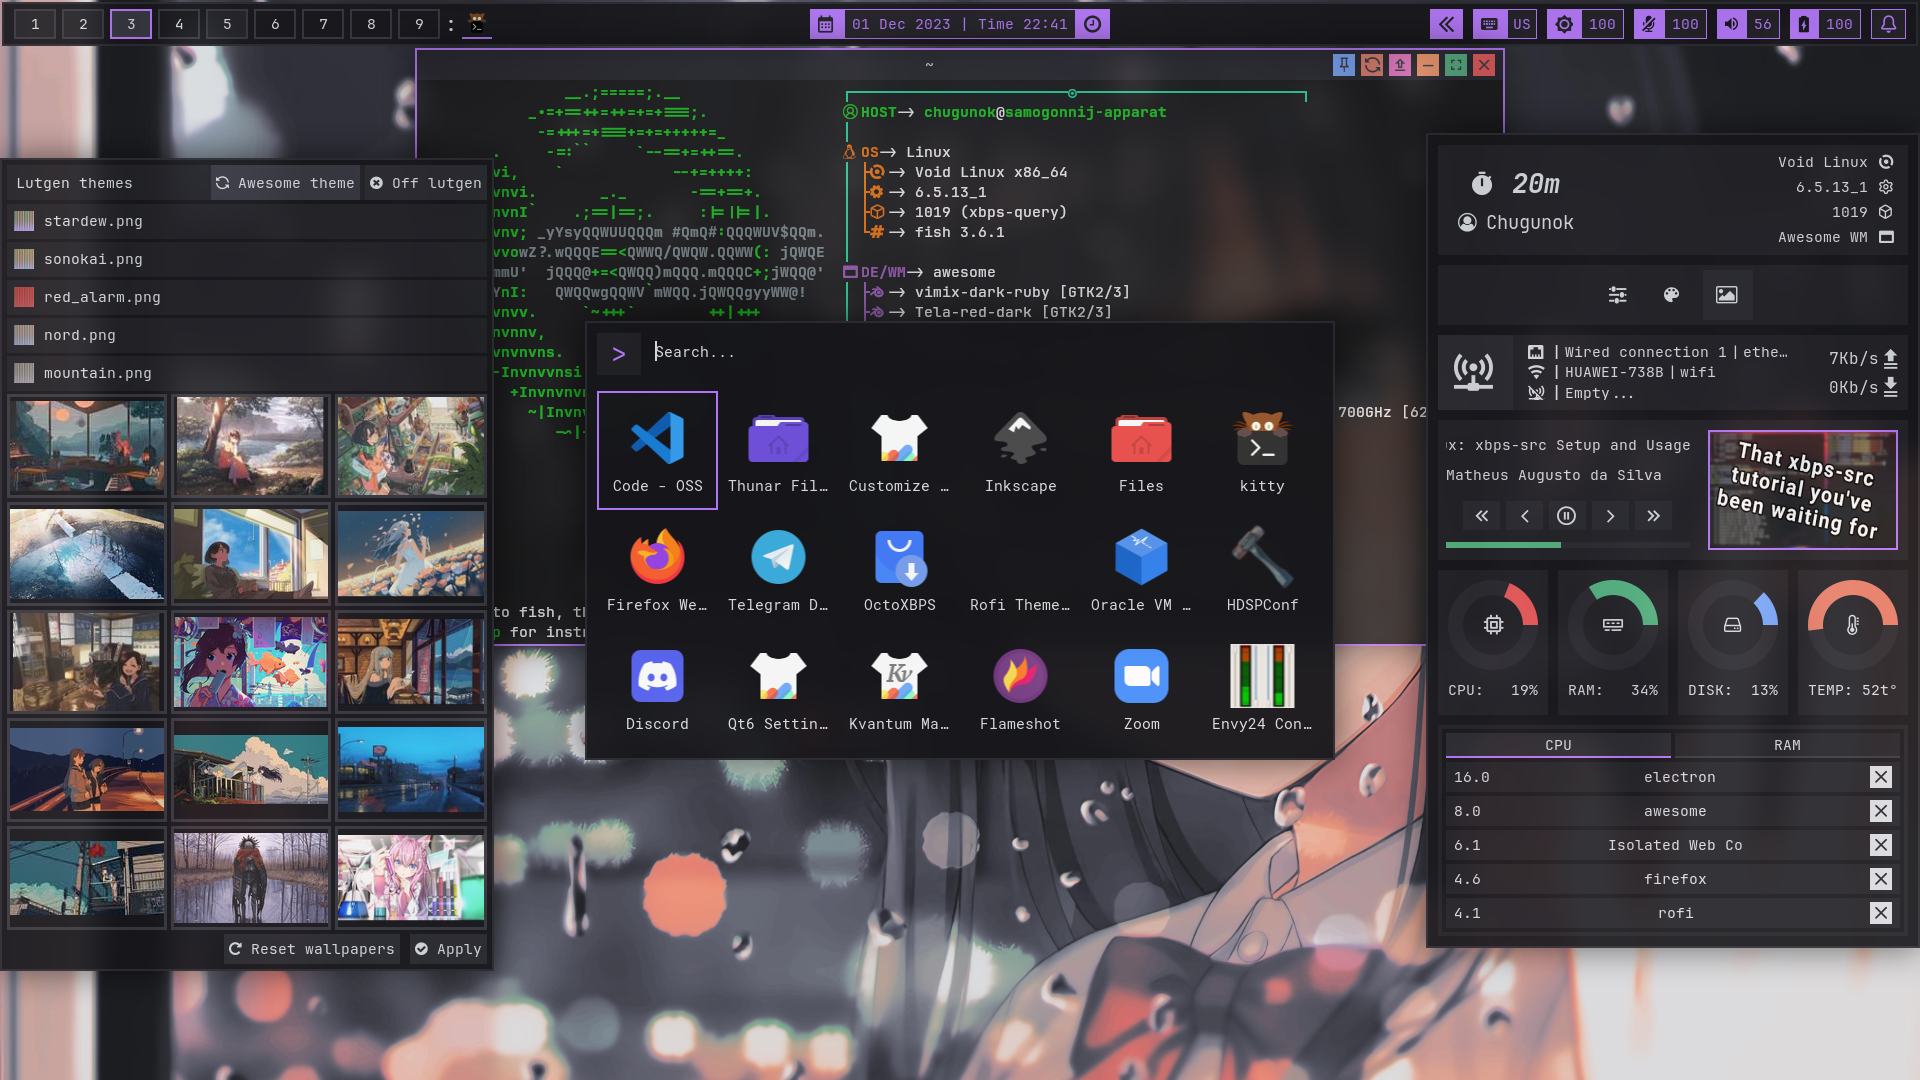 1 2 3 4 5 6 7 8 9 :
01 Dec 2023 | Time 22:41
US 100 100 56 100
~
HOST-> chugunok@samogonnij-apparat
OS-> Linux
-> Void Linux x86_64
-> 6.5.13_1
-> 1019 (xbps-query)
-> fish 3.6.1
DE/WM-> awesome
-> vimix-dark-ruby [GTK2/3]
-> Tela-red-dark [GTK2/3]
700GHz [62
to fish, t
p for instr
Lutgen themes
Awesome theme
Off lutgen
stardew.png
sonokai.png
red_alarm.png
nord.png
mountain.png
Reset wallpapers
Apply
> Search...
Code - OSS
Thunar Fil…
Customize …
Inkscape
Files
kitty
Firefox We…
Telegram D…
OctoXBPS
Rofi Theme…
Oracle VM …
HDSPConf
Discord
Qt6 Settin…
Kvantum Ma…
Flameshot
Zoom
Envy24 Con…
20m
Chugunok
Void Linux
6.5.13_1
1019
Awesome WM
| Wired connection 1 | ethe…
| HUAWEI-738B | wifi
| Empty...
7Kb/s
0Kb/s
x: xbps-src Setup and Usage
Matheus Augusto da Silva
That xbps-src
tutorial you've
been waiting for
CPU: 19%
RAM: 34%
DISK: 13%
TEMP: 52t°
CPU
RAM
16.0 electron
8.0 awesome
6.1 Isolated Web Co
4.6 firefox
4.1 rofi